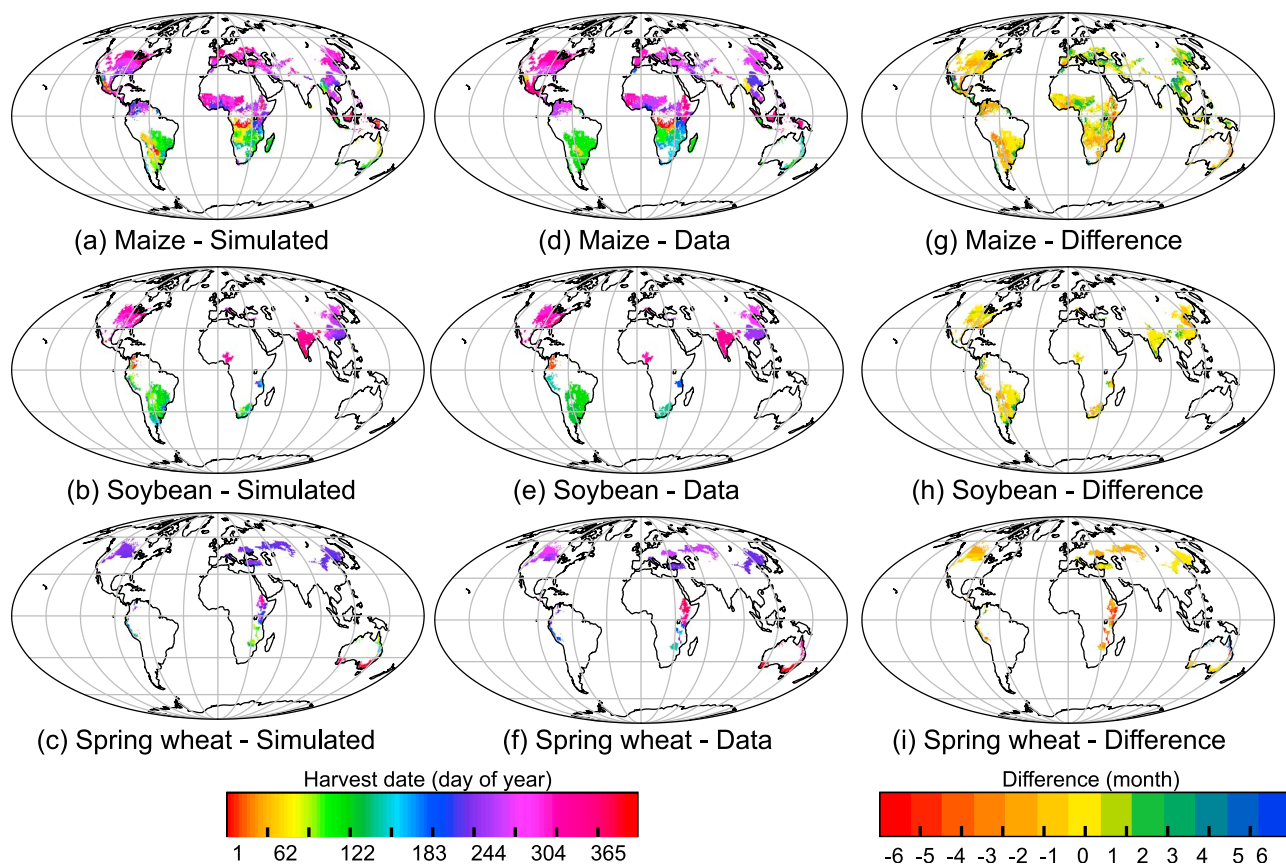 (a) Maize - Simulated
(d) Maize - Data
(g) Maize - Difference
(b) Soybean - Simulated
(e) Soybean - Data
(h) Soybean - Difference
(c) Spring wheat - Simulated
(f) Spring wheat - Data
(i) Spring wheat - Difference
Harvest date (day of year)
1 62 122 183 244 304 365
Difference (month)
-6 -5 -4 -3 -2 -1 0 1 2 3 4 5 6